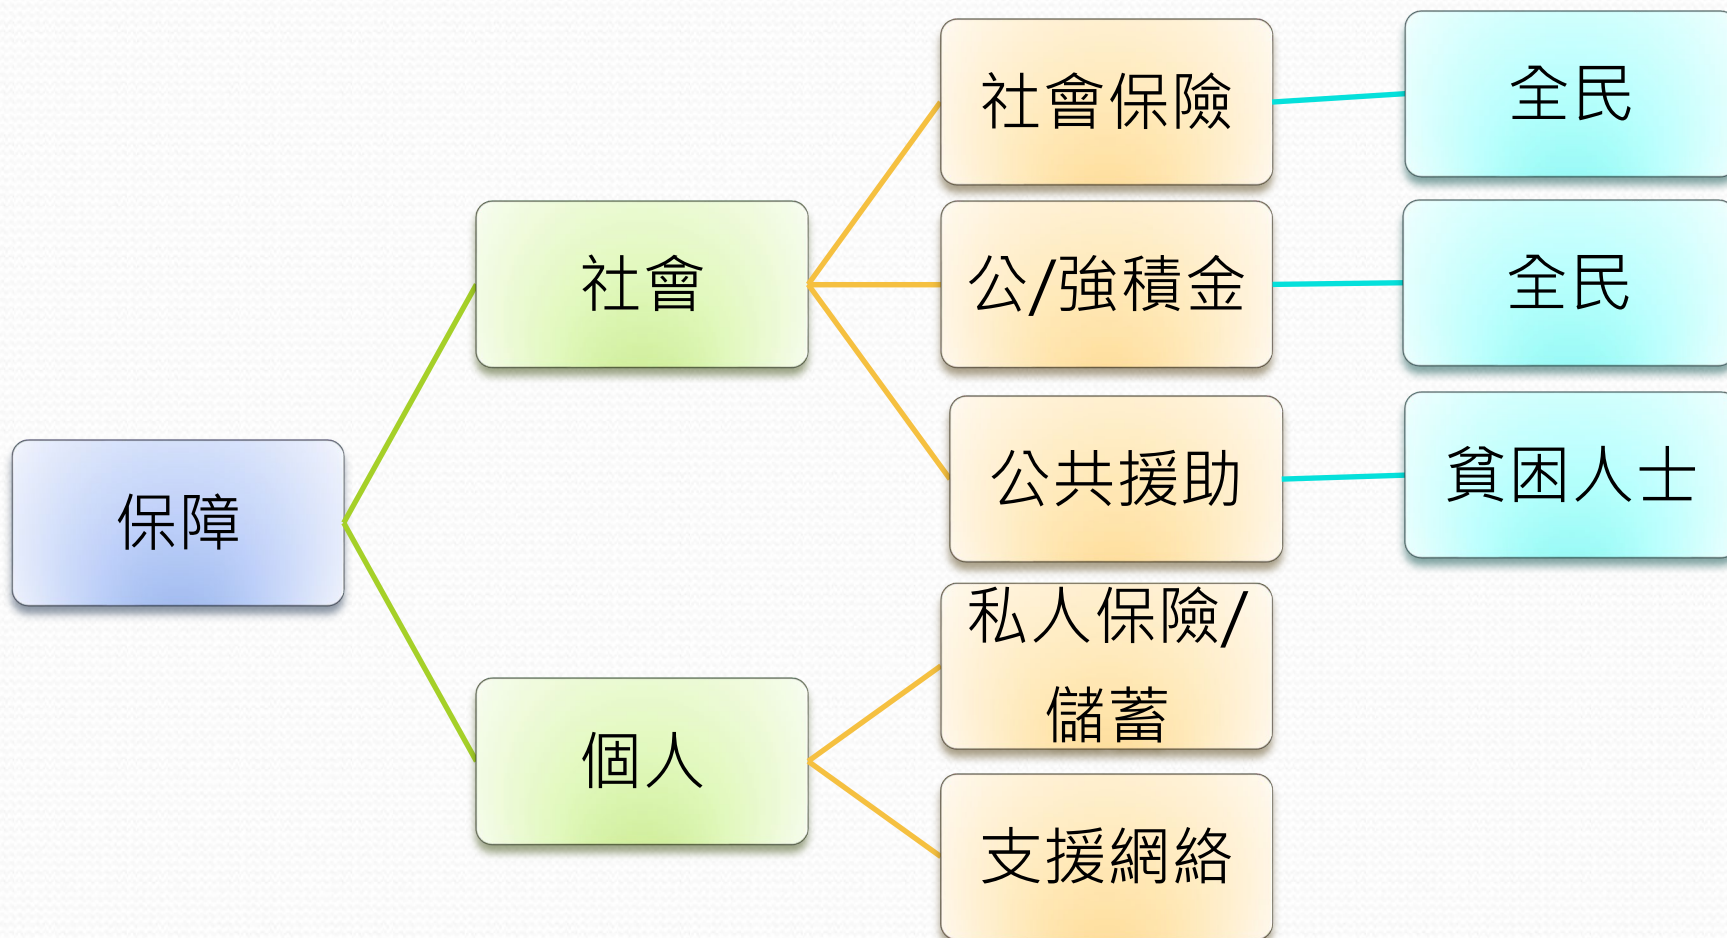 保障
社會
社會保險
全民
公/強積金
全民
公共援助
貧困人士
個人
私人保險/
儲蓄
支援網絡